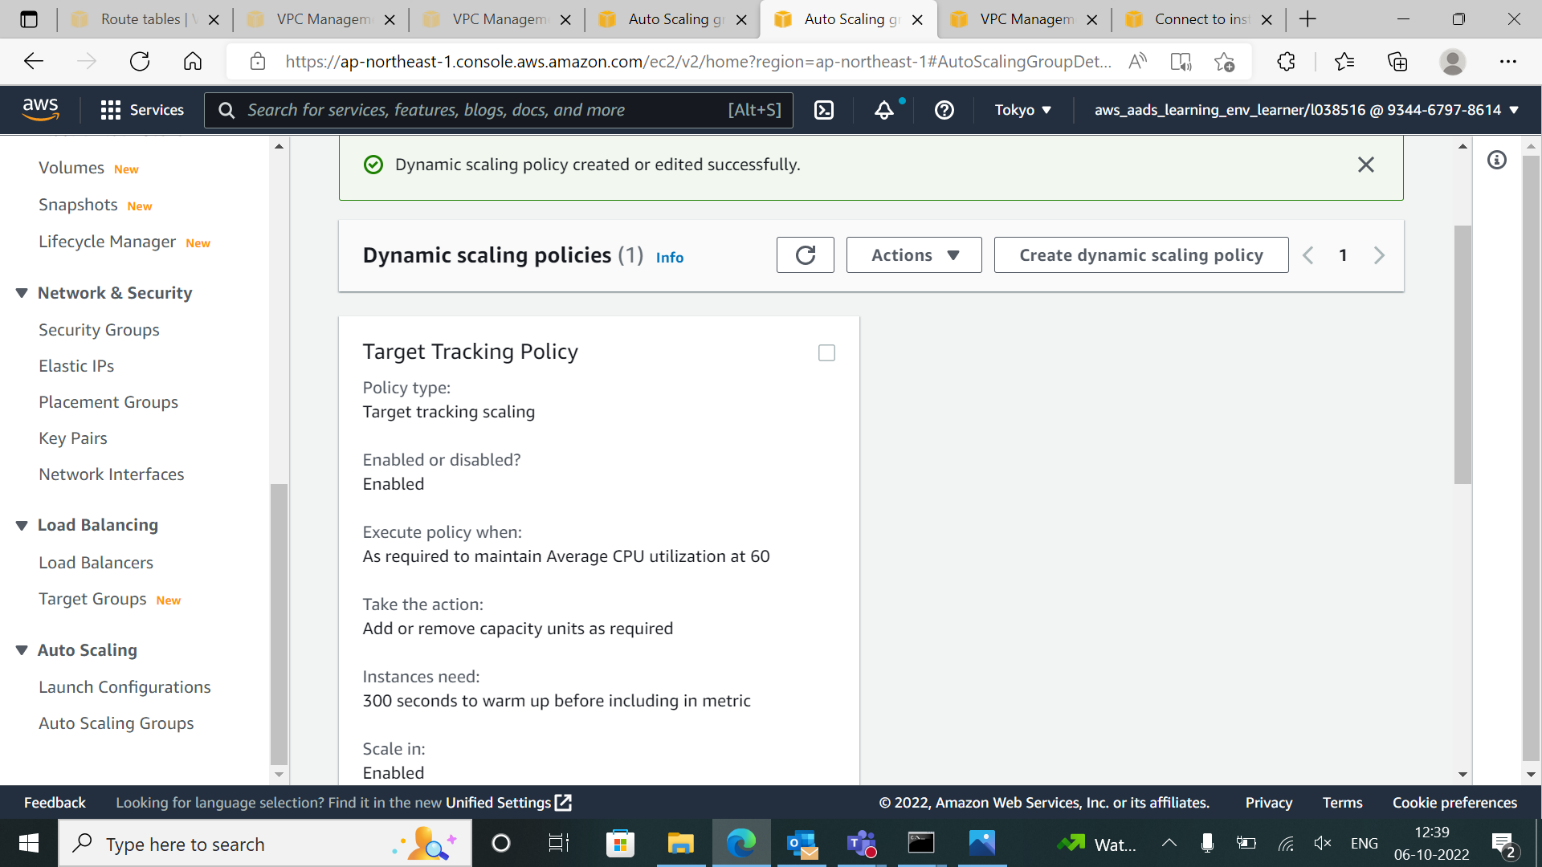 Route tables | V
VPC Managem
VPC Managem
Auto Scaling g
Auto Scaling g
VPC Managem
Connect to inst
https://ap-northeast-1.console.aws.amazon.com/ec2/v2/home?region=ap-northeast-1#AutoScalingGroupDet...
aws
Services
Search for services, features, blogs, docs, and more
[Alt+S]
Tokyo
aws_aads_learning_env_learner/l038516 @ 9344-6797-8614
Volumes New
Snapshots New
Lifecycle Manager New
Network & Security
Security Groups
Elastic IPs
Placement Groups
Key Pairs
Network Interfaces
Load Balancing
Load Balancers
Target Groups New
Auto Scaling
Launch Configurations
Auto Scaling Groups
Dynamic scaling policy created or edited successfully.
Dynamic scaling policies (1) Info
Actions
Create dynamic scaling policy
1
Target Tracking Policy
Policy type:
Target tracking scaling
Enabled or disabled?
Enabled
Execute policy when:
As required to maintain Average CPU utilization at 60
Take the action:
Add or remove capacity units as required
Instances need:
300 seconds to warm up before including in metric
Scale in:
Enabled
Feedback
Looking for language selection? Find it in the new Unified Settings
© 2022, Amazon Web Services, Inc. or its affiliates.
Privacy
Terms
Cookie preferences
Type here to search
Wat...
ENG
12:39
06-10-2022
2